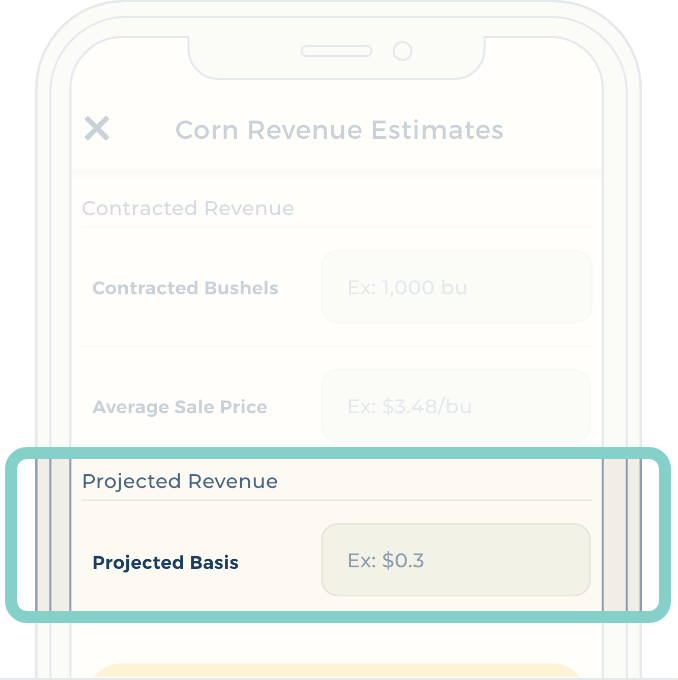 Corn Revenue Estimates
Contracted Revenue
Contracted Bushels Ex: 1,000 bu
Average Sale Price Ex: $3.48/bu
Projected Revenue
Projected Basis Ex: $0.3